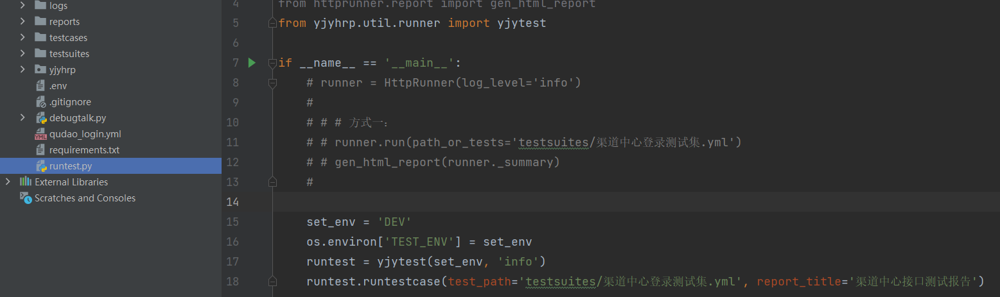 logs
reports
testcases
testsuites
yjyhrp
.env
.gitignore
debugtalk.py
YML qudao_login.yml
requirements.txt
runtest.py
External Libraries
Scratches and Consoles
4 from httprunner.report import gen_html_report
5 from yjyhrp.util.runner import yjytest
6
7 if __name__ == '__main__':
8 # runner = HttpRunner(log_level='info')
9 #
10 # # # 方式一:
11 # # runner.run(path_or_tests='testsuites/渠道中心登录测试集.yml')
12 # # gen_html_report(runner._summary)
13 #
14
15 set_env = 'DEV'
16 os.environ['TEST_ENV'] = set_env
17 runtest = yjytest(set_env, 'info')
18 runtest.runtestcase(test_path='testsuites/渠道中心登录测试集.yml', report_title='渠道中心接口测试报告')